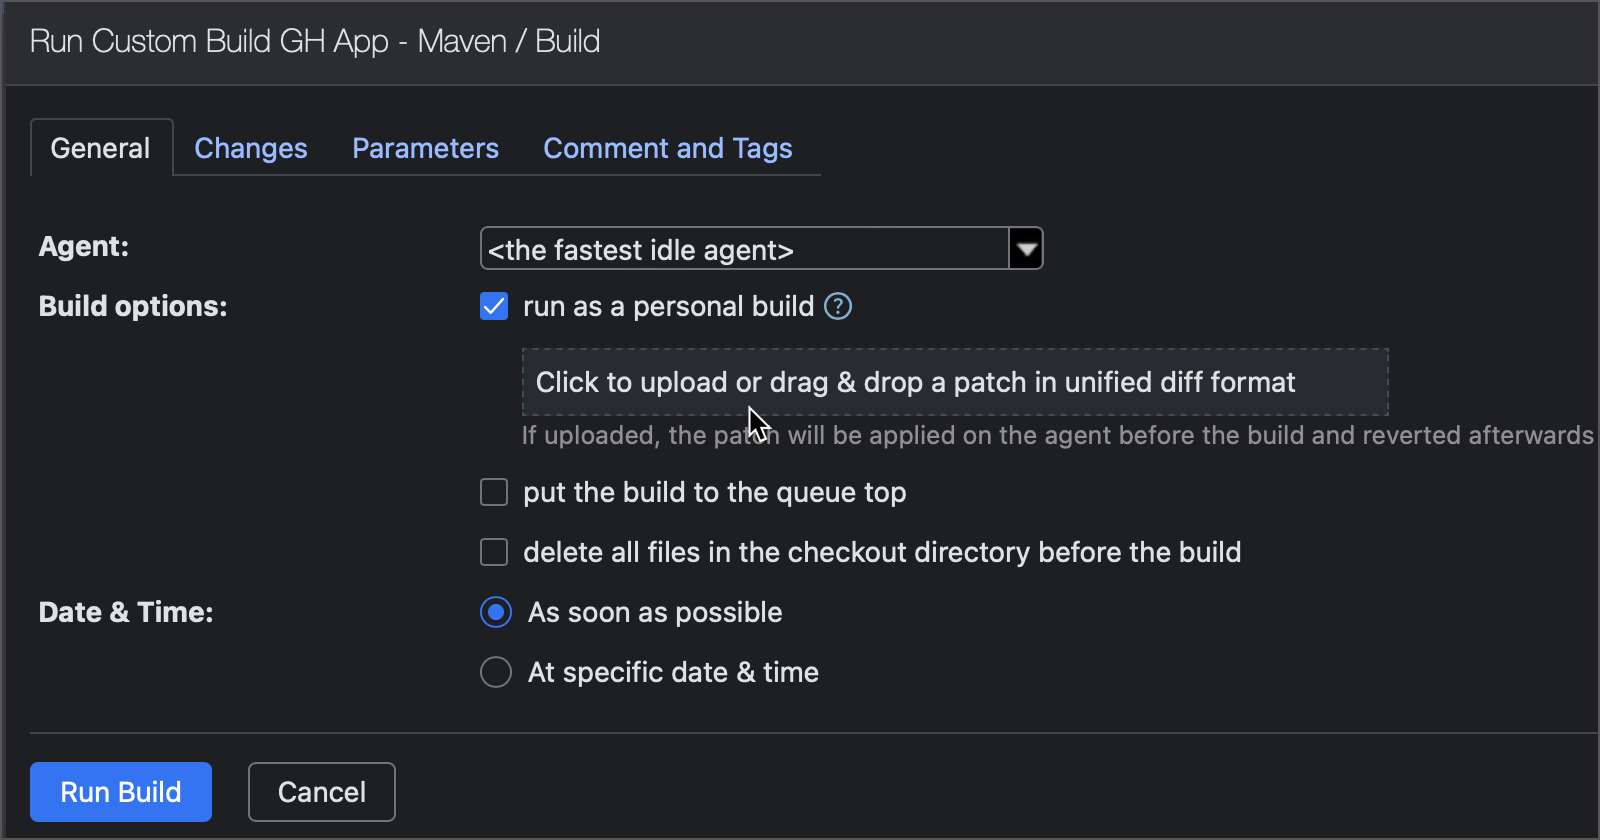 Run Custom Build GH App - Maven / Build
General Changes Parameters Comment and Tags
Agent: <the fastest idle agent>
Build options: run as a personal build ?
Click to upload or drag & drop a patch in unified diff format
If uploaded, the patch will be applied on the agent before the build and reverted afterwards
put the build to the queue top
delete all files in the checkout directory before the build
Date & Time: As soon as possible
At specific date & time
Run Build Cancel